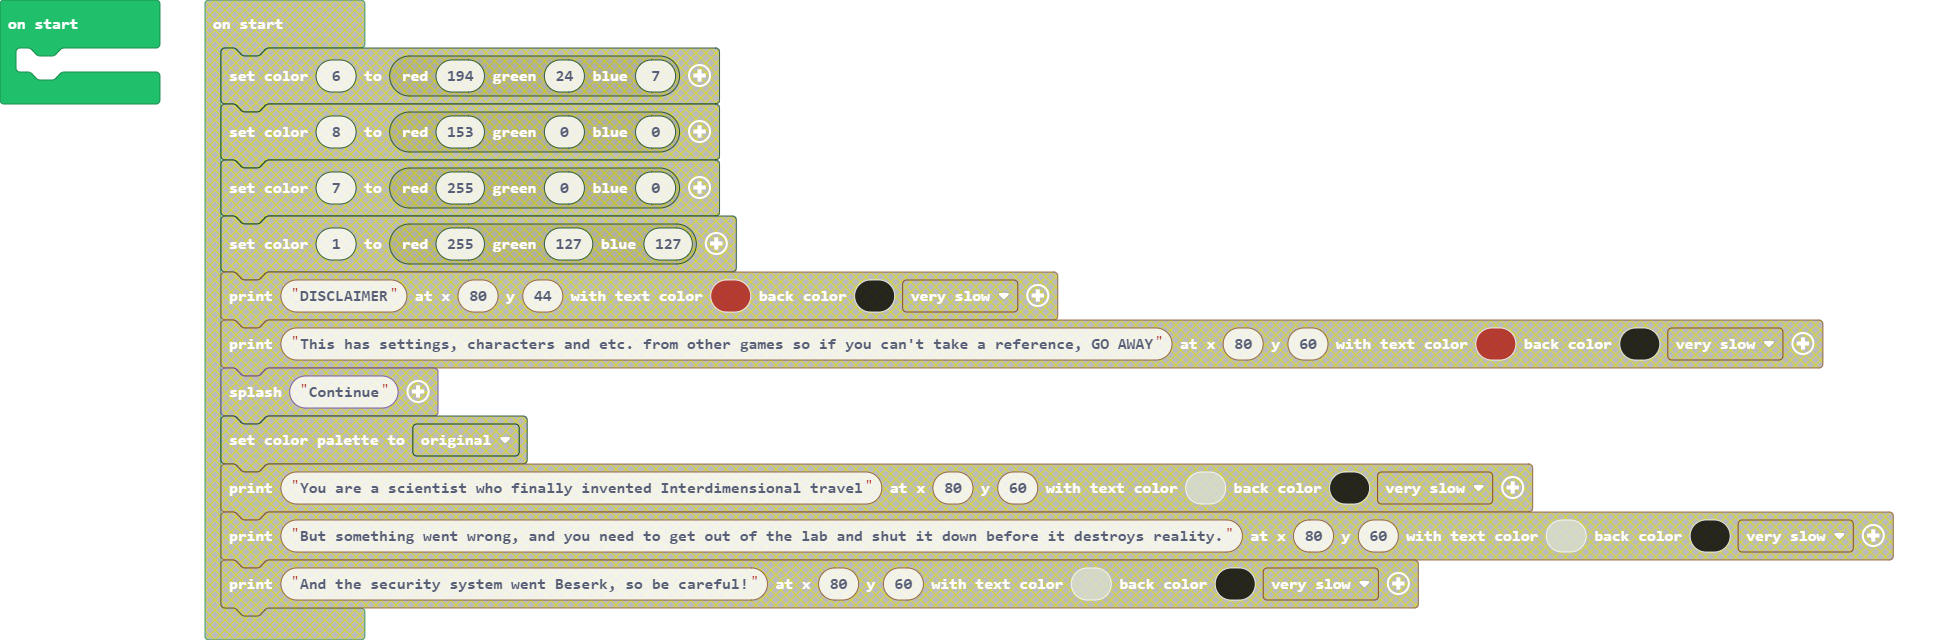 on start
on start
set color 6 to red 194 green 24 blue 7
set color 8 to red 153 green 0 blue 0
set color 7 to red 255 green 0 blue 0
set color 1 to red 255 green 127 blue 127
print "DISCLAIMER" at x 80 y 44 with text color back color very slow
print "This has settings, characters and etc. from other games so if you can't take a reference, GO AWAY" at x 80 y 60 with text color back color very slow
splash "Continue"
set color palette to original
print "You are a scientist who finally invented Interdimensional travel" at x 80 y 60 with text color back color very slow
print "But something went wrong, and you need to get out of the lab and shut it down before it destroys reality." at x 80 y 60 with text color back color very slow
print "And the security system went Beserk, so be careful!" at x 80 y 60 with text color back color very slow